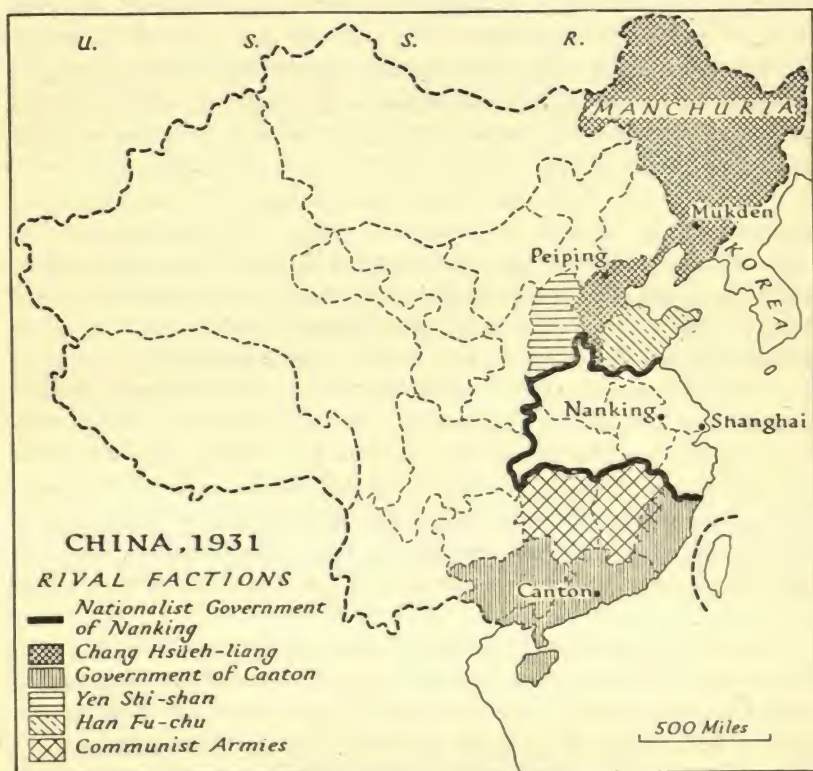 U. S. S. R.
MANCHURIA
Mukden
Peiping
KOREA
Nanking
Shanghai
Canton
CHINA, 1931
RIVAL FACTIONS
Nationalist Government
of Nanking
Chang Hsüeh-liang
Government of Canton
Yen Shi-shan
Han Fu-chu
Communist Armies
500 Miles